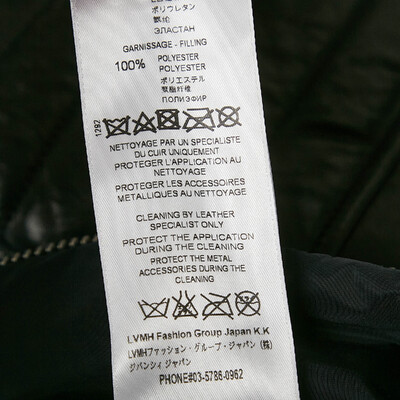 ポリウレタン
ЭЛАСТАН
GARNISSAGE - FILLING
100% POLYESTER
POLYESTER
ポリエステル
聚酯纤维
ПОЛИЭФИР
1292
NETTOYAGE PAR UN SPECIALISTE
DU CUIR UNIQUEMENT
PROTEGER L'APPLICATION AU
NETTOYAGE
PROTEGER LES ACCESSOIRES
METALLIQUES AU NETTOYAGE
CLEANING BY LEATHER
SPECIALIST ONLY
PROTECT THE APPLICATION
DURING THE CLEANING
PROTECT THE METAL
ACCESSORIES DURING THE
CLEANING
LVMH Fashion Group Japan K.K
LVMHファッション・グループ・ジャパン (株)
ジバンシィ ジャパン
PHONE#03-5786-0962